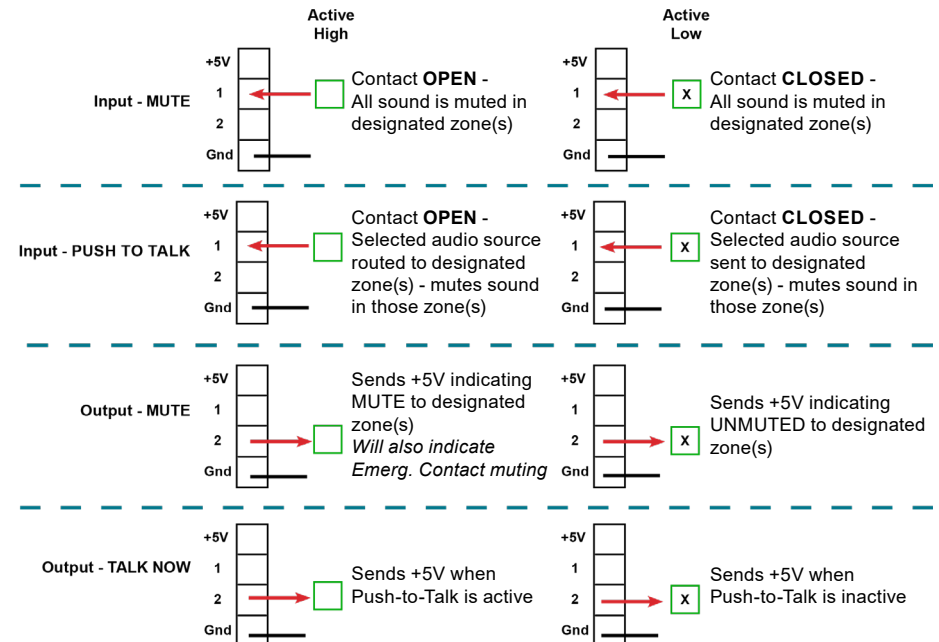 Active
High
Active
Low
Input - MUTE
+5V
1
2
Gnd
Contact OPEN -
All sound is muted in
designated zone(s)
+5V
1
2
Gnd
X
Contact CLOSED -
All sound is muted in
designated zone(s)
Input - PUSH TO TALK
+5V
1
2
Gnd
Contact OPEN -
Selected audio source
routed to designated
zone(s) - mutes sound
in those zone(s)
+5V
1
2
Gnd
X
Contact CLOSED -
Selected audio source
sent to designated
zone(s) - mutes sound in
those zone(s)
Output - MUTE
+5V
1
2
Gnd
Sends +5V indicating
MUTE to designated
zone(s)
Will also indicate
Emerg. Contact muting
+5V
1
2
Gnd
X
Sends +5V indicating
UNMUTED to designated
zone(s)
Output - TALK NOW
+5V
1
2
Gnd
Sends +5V when
Push-to-Talk is active
+5V
1
2
Gnd
X
Sends +5V when
Push-to-Talk is inactive